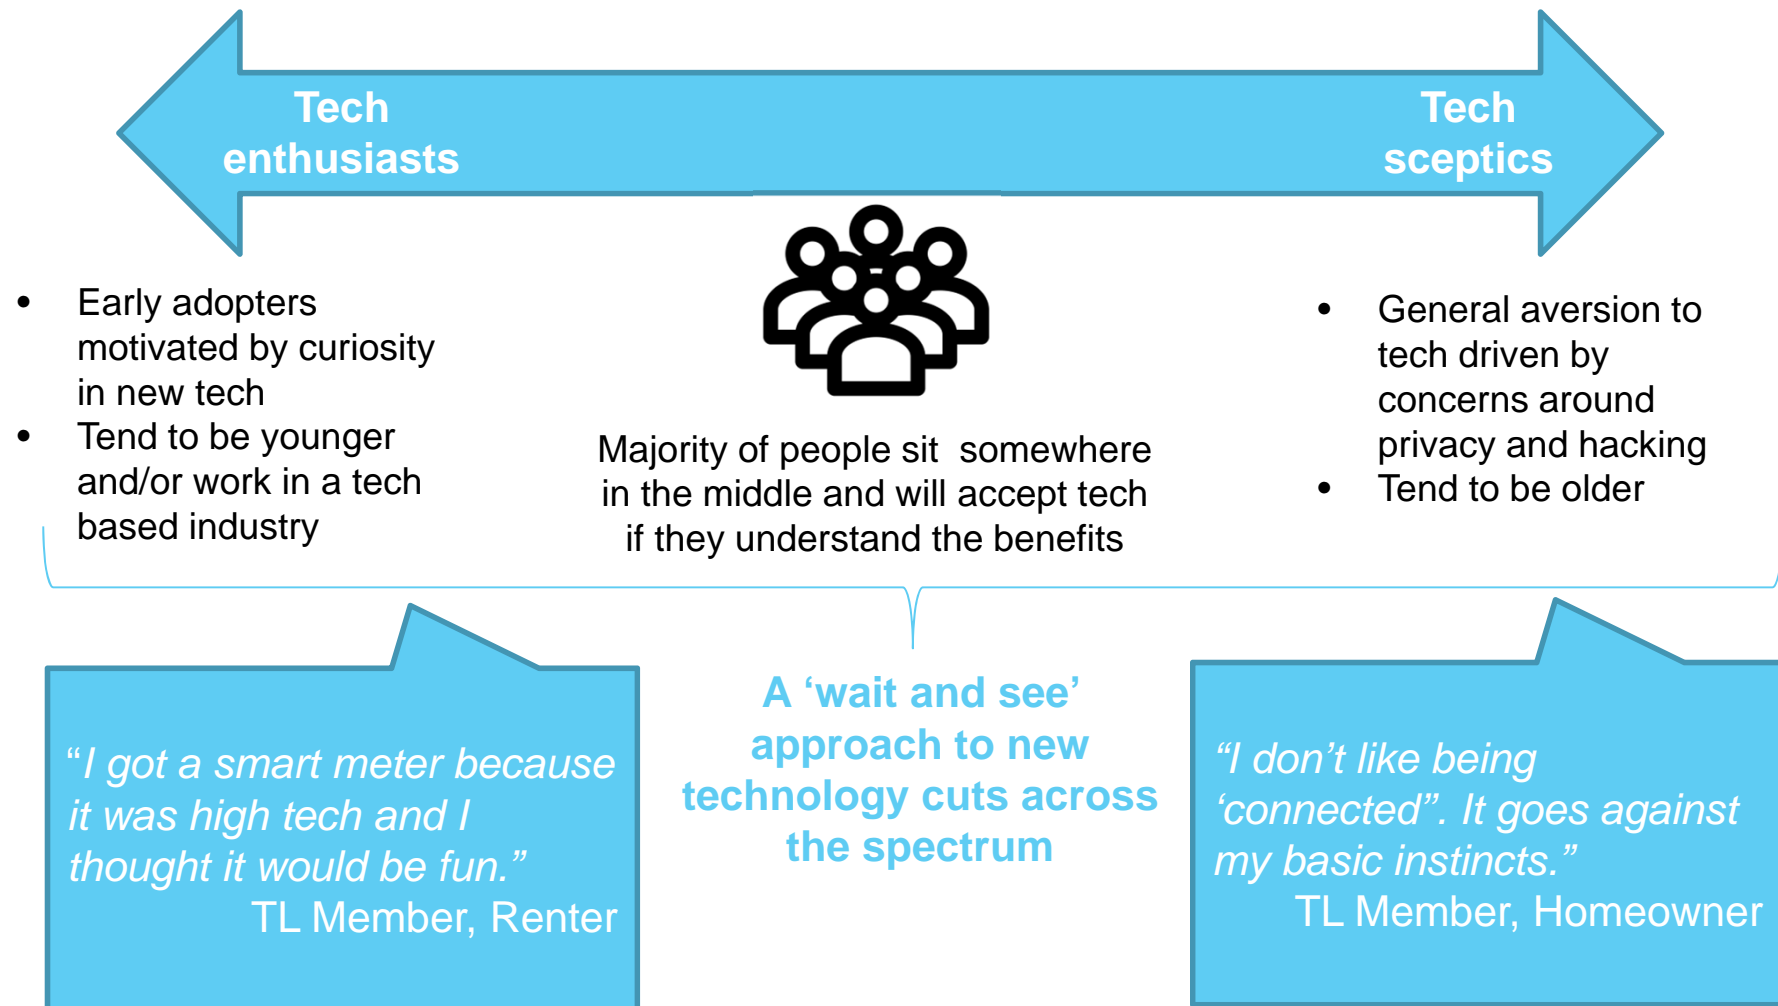 Tech
enthusiasts
Tech
sceptics
• Early adopters
motivated by curiosity
in new tech
• Tend to be younger
and/or work in a tech
based industry
Majority of people sit  somewhere
in the middle and will accept tech
if they understand the benefits
• General aversion to
tech driven by
concerns around
privacy and hacking
• Tend to be older
“I got a smart meter because
it was high tech and I
thought it would be fun.”
TL Member, Renter
A ‘wait and see’
approach to new
technology cuts across
the spectrum
“I don’t like being
‘connected”. It goes against
my basic instincts.”
TL Member, Homeowner